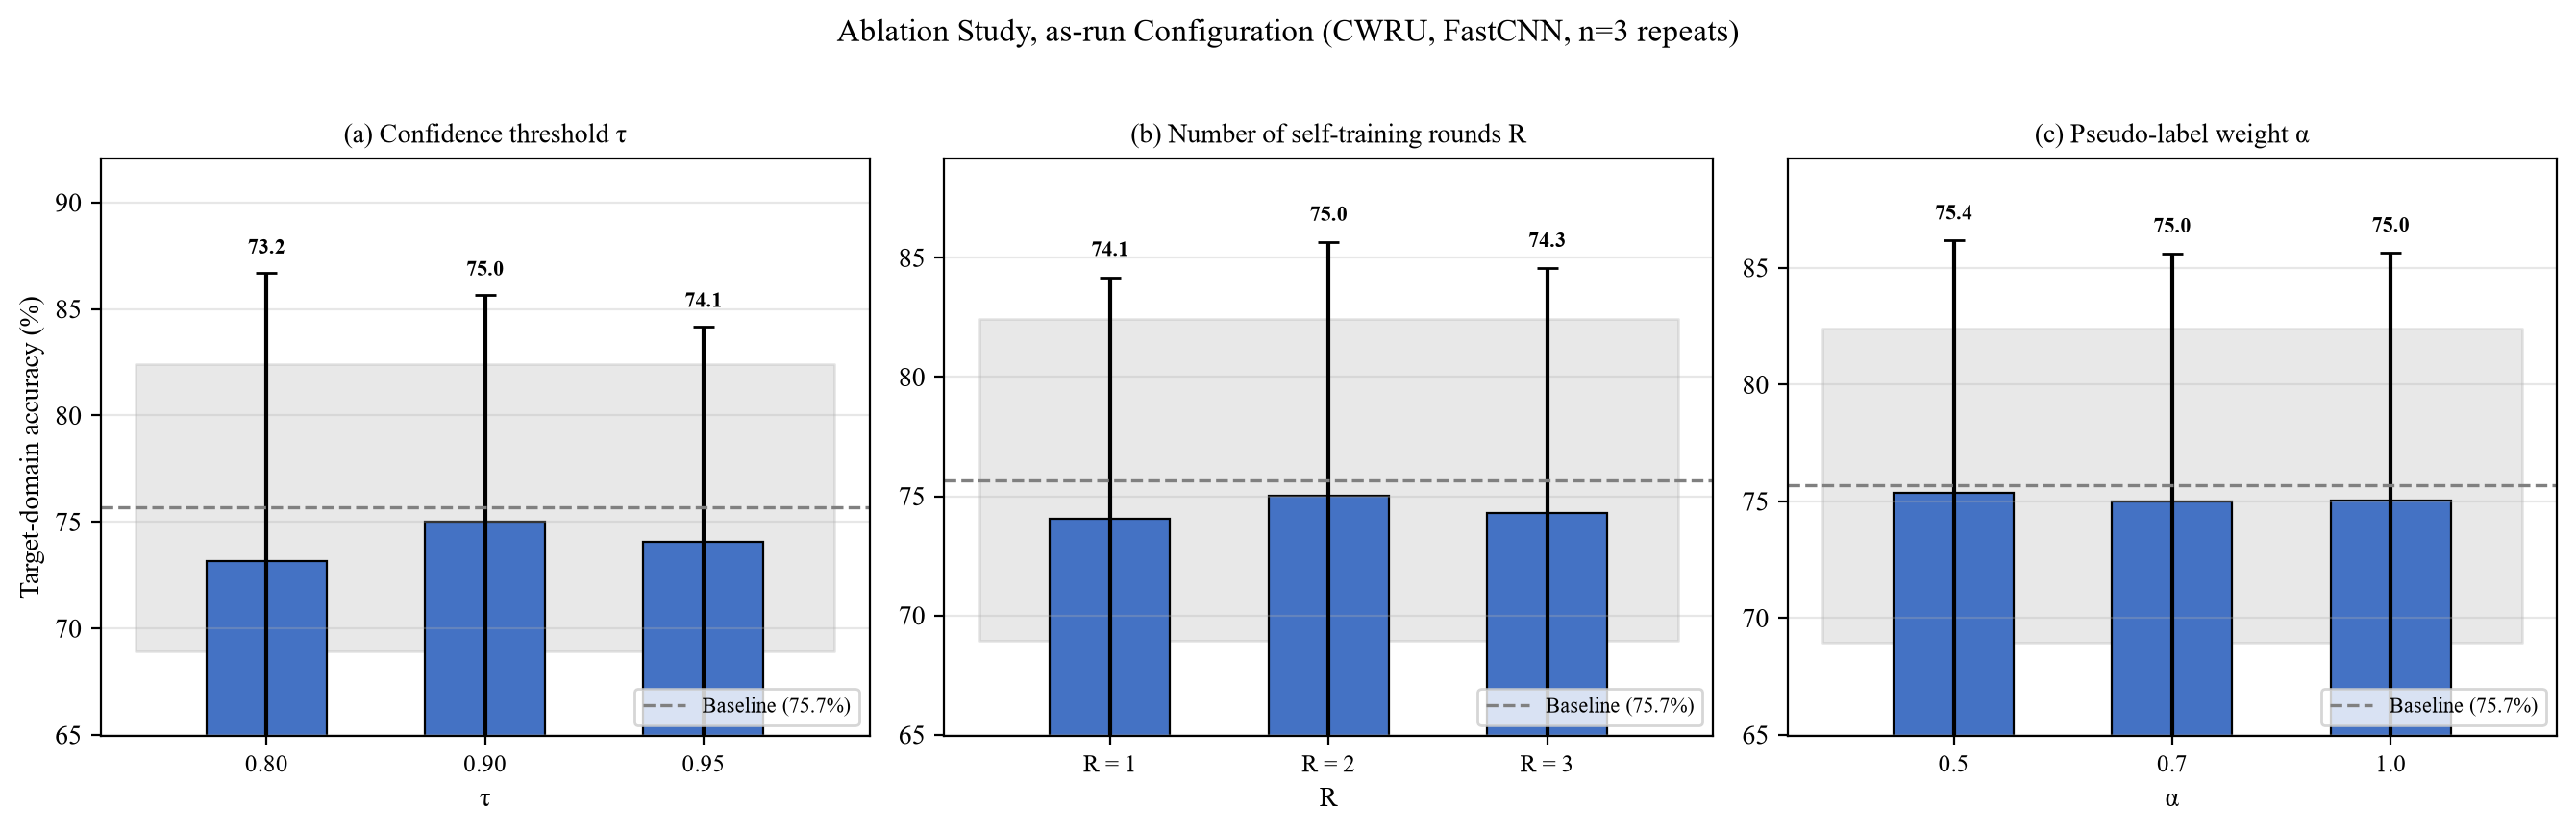 Ablation Study, as-run Configuration (CWRU, FastCNN, n=3 repeats)
(a) Confidence threshold τ
Target-domain accuracy (%)
90
85
80
75
70
65
73.2
75.0
74.1
Baseline (75.7%)
0.80
0.90
0.95
τ
(b) Number of self-training rounds R
85
80
75
70
65
74.1
75.0
74.3
Baseline (75.7%)
R = 1
R = 2
R = 3
R
(c) Pseudo-label weight α
85
80
75
70
65
75.4
75.0
75.0
Baseline (75.7%)
0.5
0.7
1.0
α